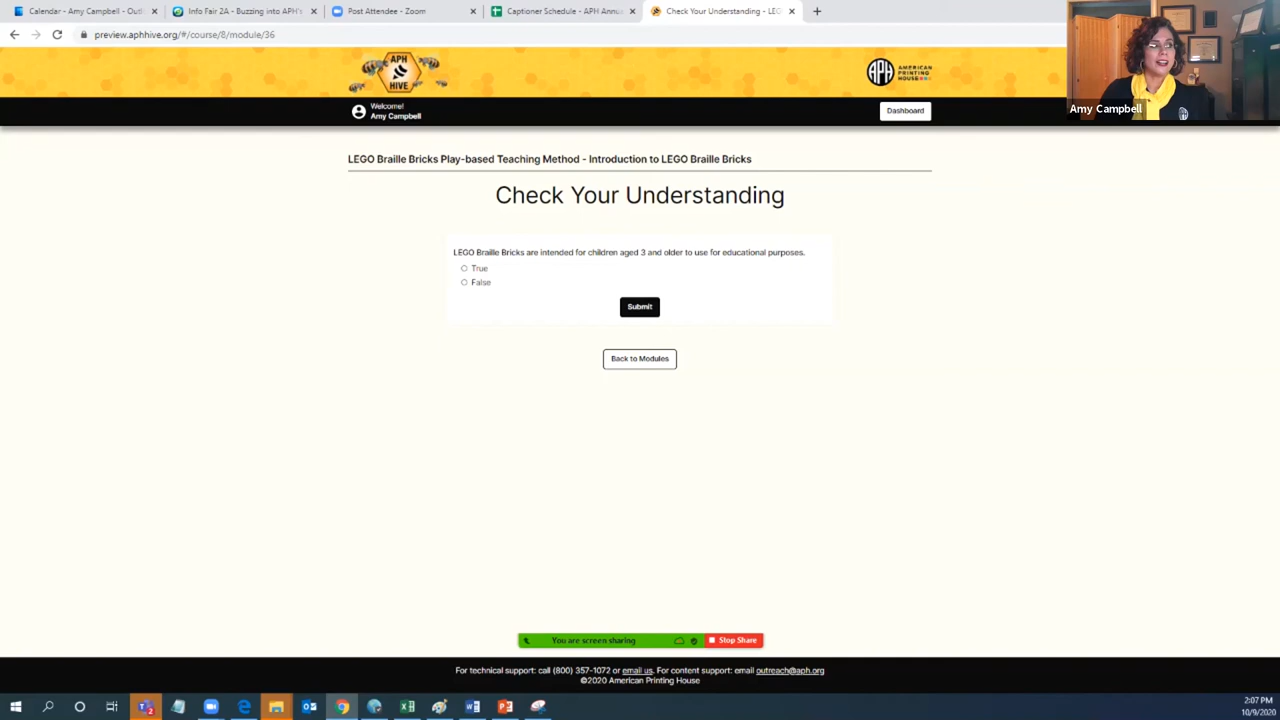 Calendar - Amy Campbell - Outl
Info Fair 2A - Buzzing into APH's
Post Attendee - Zoom
Captioner Schedule - APH Annu
Check Your Understanding - LEG
preview.aphhive.org/#/course/8/module/36
APH
HIVE
APH
AMERICAN
PRINTING
HOUSE
Welcome!
Amy Campbell
Dashboard
Amy Campbell
LEGO Braille Bricks Play-based Teaching Method - Introduction to LEGO Braille Bricks
Check Your Understanding
LEGO Braille Bricks are intended for children aged 3 and older to use for educational purposes.
True
False
Submit
Back to Modules
You are screen sharing
Stop Share
For technical support: call (800) 357-1072 or email us. For content support: email outreach@aph.org
©2020 American Printing House
2:07 PM
10/9/2020